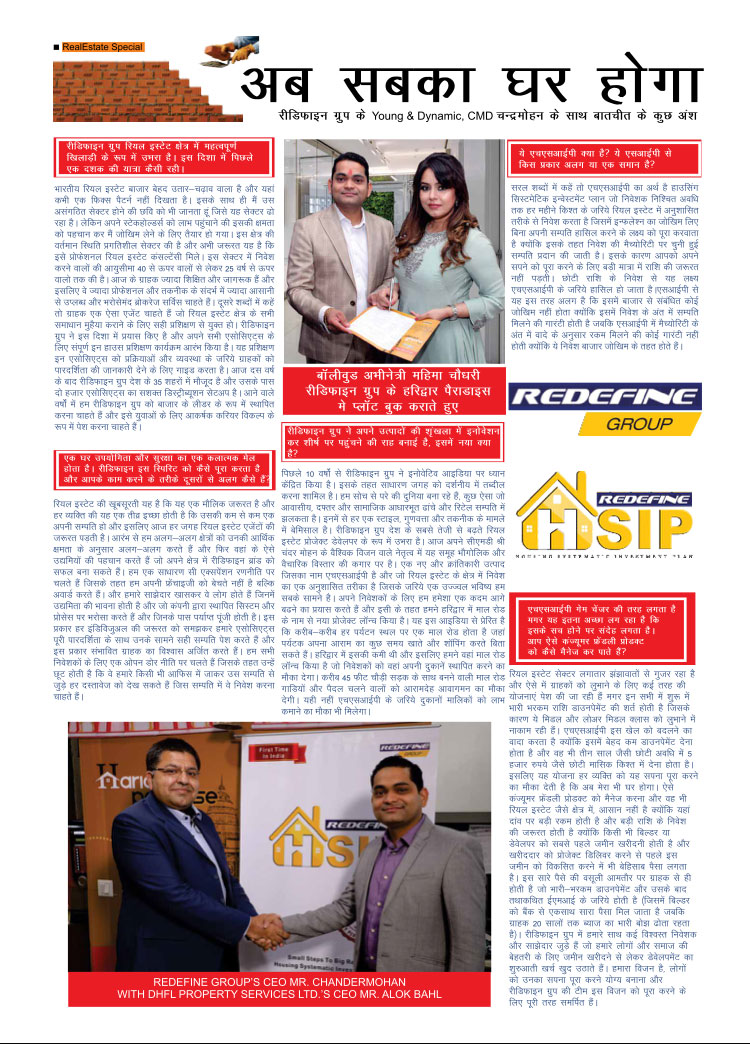 RealEstate Special
अब सबका घर होगा
रीडिफाइन ग्रुप के Young & Dynamic, CMD चन्द्रमोहन के साथ बातचीत के कुछ अंश
रीडिफाइन ग्रुप रियल इस्टेट क्षेत्र में महत्वपूर्ण
खिलाड़ी के रूप में उभरा है। इस दिशा में पिछले
एक दशक की यात्रा कैसी रही।
भारतीय रियल इस्टेट बाजार बेहद उतार–चढ़ाव वाला है और यहां
कभी एक फिक्स पैटर्न नहीं दिखता है। इसके साथ ही मैं उस
असंगठित सेक्टर होने की छवि को भी जानता हूं जिसे यह सेक्टर ढो
रहा है। लेकिन अपने स्टेकहोल्डर्स को लाभ पहुंचाने की इसकी क्षमता
को पहचान कर मैं जोखिम लेने के लिए तैयार हो गया। इस क्षेत्र की
वर्तमान स्थिति प्रगतिशील सेक्टर की है और अभी जरूरत यह है कि
इसे प्रोफेशनल रियल इस्टेट कंसल्टेंसी मिले। इस सेक्टर में निवेश
करने वालों की आयुसीमा 40 से ऊपर वालों से लेकर 25 वर्ष से ऊपर
वालों तक की है। आज के ग्राहक ज्यादा शिक्षित और जागरूक हैं और
इसलिए वे ज्यादा प्रोफेशनल और तकनीक के संदर्भ में ज्यादा आसानी
से उपलब्ध और भरोसेमंद ब्रोकरेज सर्विस चाहते हैं। दूसरे शब्दों में कहें
तो ग्राहक एक ऐसा एजेंट चाहते हैं जो रियल इस्टेट क्षेत्र के सभी
समाधान मुहैया कराने के लिए सही प्रशिक्षण से युक्त हो। रीडिफाइन
ग्रुप ने इस दिशा में प्रयास किए हैं और अपने सभी एसोसिएट्स के
लिए संपूर्ण इन हाउस प्रशिक्षण कार्यक्रम आरंभ किया है। यह प्रशिक्षण
इन एसोसिएट्स को प्रक्रियाओं और व्यवस्था के जरिये ग्राहकों को
पारदर्शिता की जानकारी देने के लिए गाइड करता है। आज दस वर्ष
के बाद रीडिफाइन ग्रुप देश के 35 शहरों में मौजूद है और उसके पास
दो हजार एसोसिएट्स का सशक्त डिस्ट्रीब्यूशन सेटअप है। आने वाले
वर्षों में हम रीडिफाइन ग्रुप को बाजार के लीडर के रूप में स्थापित
करना चाहते हैं और इसे युवाओं के लिए आकर्षक करियर विकल्प के
रूप में पेश करना चाहते हैं।
एक घर उपयोगिता और सुरक्षा का एक कलात्मक मेल
होता है। रीडिफाइन इस स्पिरिट को कैसे पूरा करता है
और आपके काम करने के तरीके दूसरों से अलग कैसे हैं?
रियल इस्टेट की खूबसूरती यह है कि यह एक मौलिक जरूरत है और
हर व्यक्ति की यह एक तीव्र इच्छा होती है कि उसकी कम से कम एक
अपनी सम्पति हो और इसलिए आज हर जगह रियल इस्टेट एजेंटों की
जरूरत पडती है। आरंभ से हम अलग–अलग क्षेत्रों को उनकी आर्थिक
क्षमता के अनुसार अलग–अलग करते हैं और फिर वहां के ऐसे
उद्यमियों की पहचान करते हैं जो अपने क्षेत्र में रीडिफाइन ब्रांड को
सफल बना सकते हैं। हम एक साधारण सी एक्सपेंशन रणनीति पर
चलते हैं जिसके तहत हम अपनी फ्रेंचाइजी को बेचते नहीं है बल्कि
अवार्ड करते हैं। और हमारे साझेदार खासकर वे लोग होते हैं जिनमें
उद्यमिता की भावना होती है और जो कंपनी द्वारा स्थापित सिस्टम और
प्रोसेस पर भरोसा करते हैं और जिनके पास पर्याप्त पूंजी होती है। इस
प्रकार हर इंडिविजुअल की जरूरत को समझकर हमारे एसोसिएट्स
पूरी पारदर्शिता के साथ उनके सामने सही सम्पति पेश करते हैं और
इस प्रकार संभावित ग्राहक का विश्वास अर्जित करते हैं। हम सभी
निवेशकों के लिए एक ओपन डोर नीति पर चलते हैं जिसके तहत उन्हें
छूट होती है कि वे हमारे किसी भी आफिस में जाकर उस सम्पति से
जुड़े हर दस्तावेज को देख सकते हैं जिस सम्पति में वे निवेश करना
चाहते हैं।
बॉलीवुड अभीनेत्री महिमा चौधरी
रीडिफाइन ग्रुप के हरिद्वार पैराडाइस
मे प्लॉट बुक कराते हुए
रीडिफाइन ग्रुप ने अपने उत्पादों की शृंखला में इनोवेशन
कर शीर्ष पर पहुंचने की राह बनाई है, इसमें नया क्या
है?
पिछले 10 वर्षों से रीडिफाइन ग्रुप ने इनोवेटिव आइडिया पर ध्यान
केंद्रित किया है। इसके तहत साधारण जगह को दर्शनीय में तब्दील
करना शामिल है। हम सोच से परे की दुनिया बना रहे हैं, कुछ ऐसा जो
आवासीय, दफ्तर और सामाजिक आधारभूत ढांचे और रिटेल सम्पति में
झलकता है। इनमें से हर एक स्टाइल, गुणवत्ता और तकनीक के मामले
में बेमिसाल है। रीडिफाइन ग्रुप देश के सबसे तेजी से बढ़ते रियल
इस्टेट प्रोजेक्ट डेवेलपर के रूप में उभरा है। आज अपने सीएमडी श्री
चंदर मोहन के वैश्विक विजन वाले नेतृत्व में यह समूह भौगोलिक और
वैचारिक विस्तार की कगार पर है। एक नए और क्रांतिकारी उत्पाद
जिसका नाम एचएसआईपी है और जो रियल इस्टेट के क्षेत्र में निवेश
का एक अनुशासित तरीका है जिसके जरिये एक उज्ज्वल भविष्य हम
सबके सामने है। अपने निवेशकों के लिए हम हमेशा एक कदम आगे
बढने का प्रयास करते हैं और इसी के तहत हमने हरिद्वार में माल रोड
के नाम से नया प्रोजेक्ट लॉन्च किया है। यह इस आइडिया से प्रेरित है
कि करीब–करीब हर पर्यटन स्थल पर एक माल रोड होता है जहां
पर्यटक अपना आराम का कुछ समय खाते और शॉपिंग करते बिता
सकते हैं। हरिद्वार में इसकी कमी थी और इसलिए हमने वहां माल रोड
लॉन्च किया है जो निवेशकों को वहां अपनी दुकानें स्थापित करने का
मौका देगा। करीब 45 फीट चौड़ी सड़क के साथ बनने वाली माल रोड
गाडियों और पैदल चलने वालों को आरामदेह आवागमन का मौका
देगी। यही नहीं एचएसआईपी के जरिये दुकानों मालिकों को लाभ
कमाने का मौका भी मिलेगा।
ये एचएसआईपी क्या है? ये एसआईपी से
किस प्रकार अलग या एक समान है?
सरल शब्दों में कहें तो एचएसआईपी का अर्थ है हाउसिंग
सिस्टमेटिक इन्वेस्टमेंट प्लान जो निवेशक निश्चित अवधि
तक हर महीने किश्त के जरिये रियल इस्टेट में अनुशासित
तरीके से निवेश करता है जिसमें इन्फलेश्न का जोखिम लिए
बिना अपनी सम्पति हासिल करने के लक्ष्य को पूरा करवाता
है क्योंकि इसके तहत निवेश की मैच्योरिटी पर चुनी हुई
सम्पति प्रदान की जाती है। इसके कारण आपको अपने
सपने को पूरा करने के लिए बडी मात्रा में राशि की जरूरत
नहीं पड़ती। छोटी राशि के निवेश से यह लक्ष्य
एचएसआईपी के जरिये हासिल हो जाता है।एसआईपी से
यह इस तरह अलग है कि इसमें बाजार से संबंधित कोई
जोखिम नहीं होता क्योंकि इसमें निवेश के अंत में सम्पति
मिलने की गारंटी होती है जबकि एसआईपी में मैच्योरिटी के
अंत में वादे के अनुसार रकम मिलने की कोई गारंटी नहीं
होती क्योंकि ये निवेश बाजार जोखिम के तहत होते हैं।
REDEFINE
GROUP
REDEFINE
HSIP
HOUSING SYSTEMATIC INVESTMENT PLAN
एचएसआईपी गेम चेंजर की तरह लगता है
मगर यह इतना अच्छा लग रहा है कि
इसके सच होने पर संदेह लगता है।
आप ऐसे कंज्यूमर फ्रेंडली प्रोडक्ट
को कैसे मैनेज कर पाते हैं?
रियल इस्टेट सेक्टर लगातार झंझावातों से गुजर रहा है
और ऐसे में ग्राहकों को लुभाने के लिए कई तरह की
योजनाएं पेश की जा रही हैं मगर इन सभी में शुरू में
भारी भरकम राशि डाउनपेमेंट की शर्त होती है जिसके
कारण ये मिडल और लोअर मिडल क्लास को लुभाने में
नाकाम रही हैं। एचएसआईपी इस खेल को बदलने का
वादा करता है क्योंकि इसमें बेहद कम डाउनपेमेंट देना
होता है और वह भी तीन साल जैसी छोटी अवधि में 5
हजार रुपये जैसे छोटी मासिक किश्त में देना होता है।
इसलिए यह योजना हर व्यक्ति को यह सपना पूरा करने
का मौका देती है कि अब मेरा भी घर होगा। ऐसे
कंज्यूमर फ्रेंडली प्रोडक्ट को मैनेज करना और वह भी
रियल इस्टेट जैसे क्षेत्र में, आसान नहीं है क्योंकि यहां
दांव पर बड़ी रकम होती है और बड़ी राशि के निवेश
की जरूरत होती है क्योंकि किसी भी बिल्डर या
डेवेलपर को सबसे पहले जमीन खरीदनी होती है और
खरीददार को प्रोजेक्ट डिलिवर करने से पहले इस
जमीन को विकसित करने में भी बेहिसाब पैसा लगता
है। इस सारे पैसे की वसूली आमतौर पर ग्राहक से ही
होती है जो भारी–भरकम डाउनपेमेंट और उसके बाद
तथाकथित ईएमआई के जरिये होती है (जिसमें बिल्डर
को बैंक से एकसाथ सारा पैसा मिल जाता है जबकि
ग्राहक 20 सालों तक ब्याज का भारी बोझ ढोता रहता
है)। रीडिफाइन ग्रुप में हमारे साथ कई विश्वस्त निवेशक
और साझेदार जुड़े हैं जो हमारे लोगों और समाज की
बेहतरी के लिए जमीन खरीदने से लेकर डेवेलपमेंट का
शुरुआती खर्च खुद उठाते हैं। हमारा विजन है, लोगों
को उनका सपना पूरा करने योग्य बनाना और
रीडिफाइन ग्रुप की टीम इस विजन को पूरा करने के
लिए पूरी तरह समर्पित हैं।
First Time
in India
REDEFINE
GROUP
REDEFINE
HSIP
Small Steps To Big
Housing Systematic
REDEFINE GROUP'S CEO MR. CHANDERMOHAN
WITH DHFL PROPERTY SERVICES LTD.'S CEO MR. ALOK BAHL